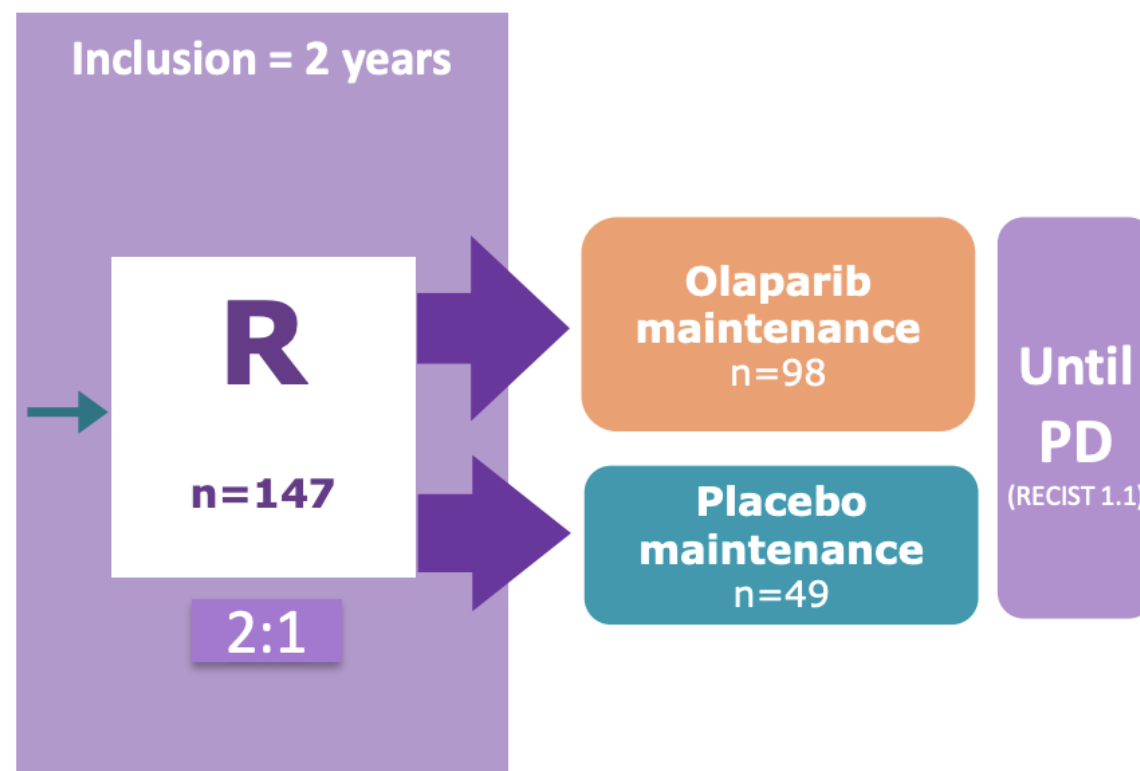 Inclusion = 2 years
R
n=147
2:1
Olaparib
maintenance
n=98
Placebo
maintenance
n=49
Until
PD
(RECIST 1.1)